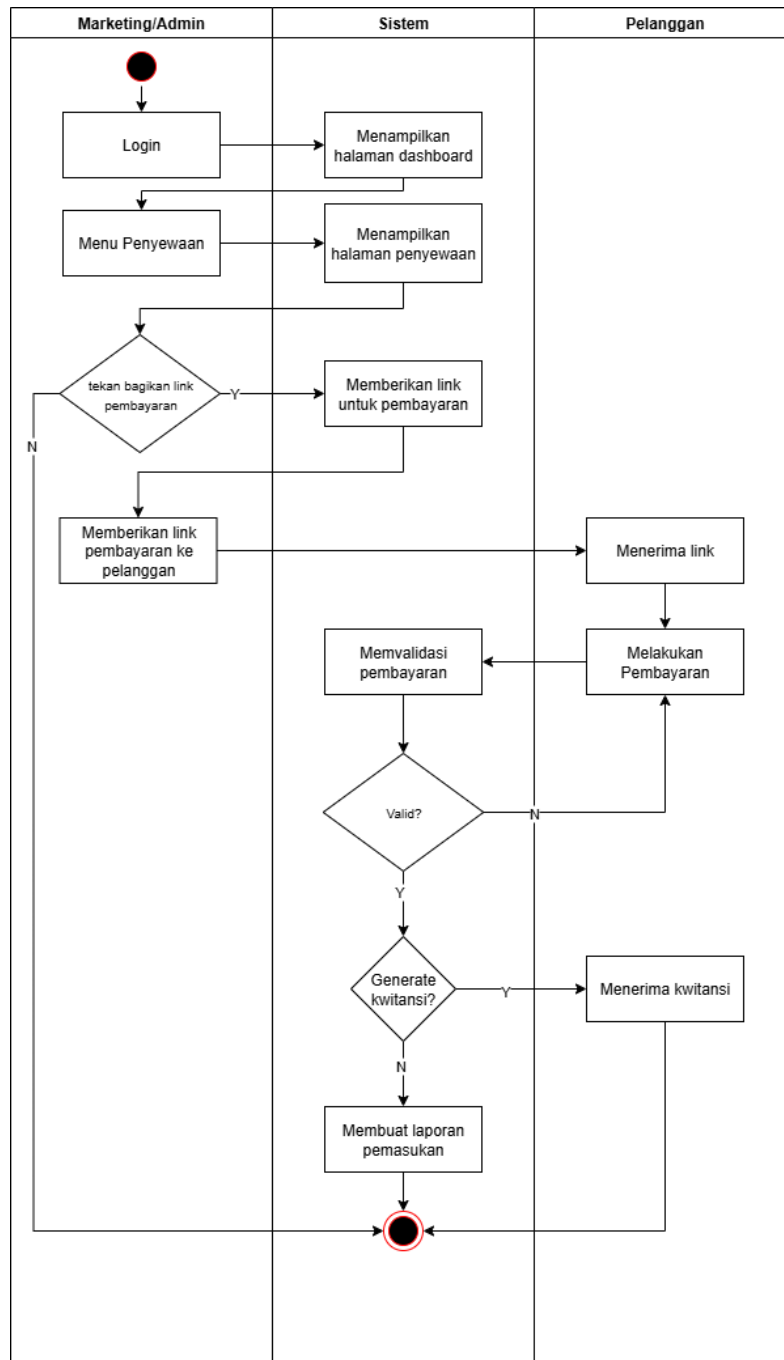 Marketing/Admin
Sistem
Pelanggan
Login
Menampilkan
halaman dashboard
Menu Penyewaan
Menampilkan
halaman penyewaan
tekan bagikan link
pembayaran
Y
Memberikan link
untuk pembayaran
N
Memberikan link
pembayaran ke
pelanggan
Menerima link
Memvalidasi
pembayaran
Melakukan
Pembayaran
Valid?
N
Y
Generate
kwitansi?
Y
Menerima kwitansi
N
Membuat laporan
pemasukan